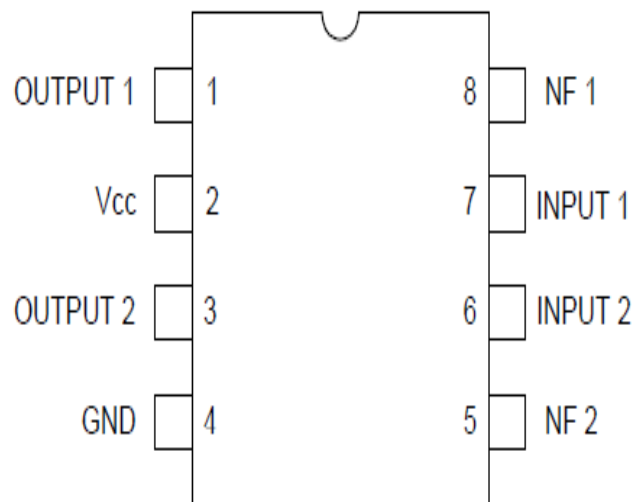 OUTPUT 1 1 8 NF 1
Vcc 2 7 INPUT 1
OUTPUT 2 3 6 INPUT 2
GND 4 5 NF 2